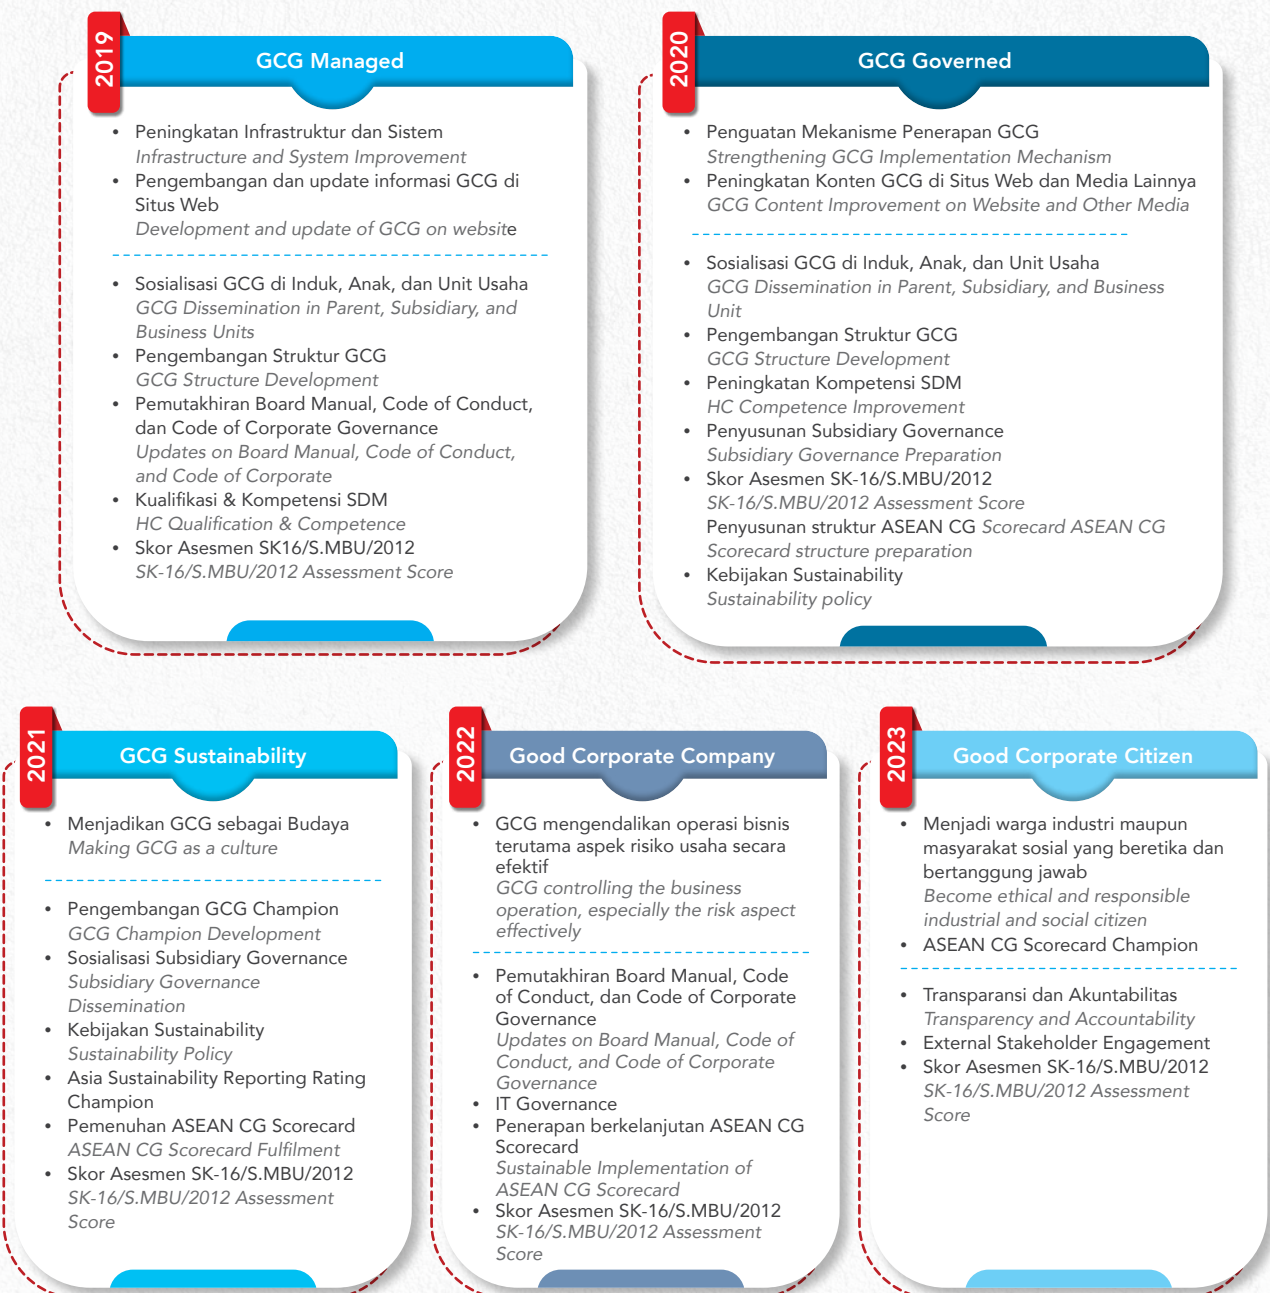 2019
GCG Managed
• Peningkatan Infrastruktur dan Sistem
Infrastructure and System Improvement
• Pengembangan dan update informasi GCG di
Situs Web
Development and update of GCG on website
• Sosialisasi GCG di Induk, Anak, dan Unit Usaha
GCG Dissemination in Parent, Subsidiary, and
Business Units
• Pengembangan Struktur GCG
GCG Structure Development
• Pemutakhiran Board Manual, Code of Conduct,
dan Code of Corporate Governance
Updates on Board Manual, Code of Conduct,
and Code of Corporate
• Kualifikasi & Kompetensi SDM
HC Qualification & Competence
• Skor Asesmen SK16/S.MBU/2012
SK-16/S.MBU/2012 Assessment Score
2020
GCG Governed
• Penguatan Mekanisme Penerapan GCG
Strengthening GCG Implementation Mechanism
• Peningkatan Konten GCG di Situs Web dan Media Lainnya
GCG Content Improvement on Website and Other Media
• Sosialisasi GCG di Induk, Anak, dan Unit Usaha
GCG Dissemination in Parent, Subsidiary, and Business
Unit
• Pengembangan Struktur GCG
GCG Structure Development
• Peningkatan Kompetensi SDM
HC Competence Improvement
• Penyusunan Subsidiary Governance
Subsidiary Governance Preparation
• Skor Asesmen SK-16/S.MBU/2012
SK-16/S.MBU/2012 Assessment Score
Penyusunan struktur ASEAN CG Scorecard ASEAN CG
Scorecard structure preparation
• Kebijakan Sustainability
Sustainability policy
2021
GCG Sustainability
• Menjadikan GCG sebagai Budaya
Making GCG as a culture
• Pengembangan GCG Champion
GCG Champion Development
• Sosialisasi Subsidiary Governance
Subsidiary Governance
Dissemination
• Kebijakan Sustainability
Sustainability Policy
• Asia Sustainability Reporting Rating
Champion
• Pemenuhan ASEAN CG Scorecard
ASEAN CG Scorecard Fulfilment
• Skor Asesmen SK-16/S.MBU/2012
SK-16/S.MBU/2012 Assessment
Score
2022
Good Corporate Company
• GCG mengendalikan operasi bisnis
terutama aspek risiko usaha secara
efektif
GCG controlling the business
operation, especially the risk aspect
effectively
• Pemutakhiran Board Manual, Code
of Conduct, dan Code of Corporate
Governance
Updates on Board Manual, Code of
Conduct, and Code of Corporate
Governance
• IT Governance
• Penerapan berkelanjutan ASEAN CG
Scorecard
Sustainable Implementation of
ASEAN CG Scorecard
• Skor Asesmen SK-16/S.MBU/2012
SK-16/S.MBU/2012 Assessment
Score
2023
Good Corporate Citizen
• Menjadi warga industri maupun
masyarakat sosial yang beretika dan
bertanggung jawab
Become ethical and responsible
industrial and social citizen
• ASEAN CG Scorecard Champion
• Transparansi dan Akuntabilitas
Transparency and Accountability
• External Stakeholder Engagement
• Skor Asesmen SK-16/S.MBU/2012
SK-16/S.MBU/2012 Assessment
Score